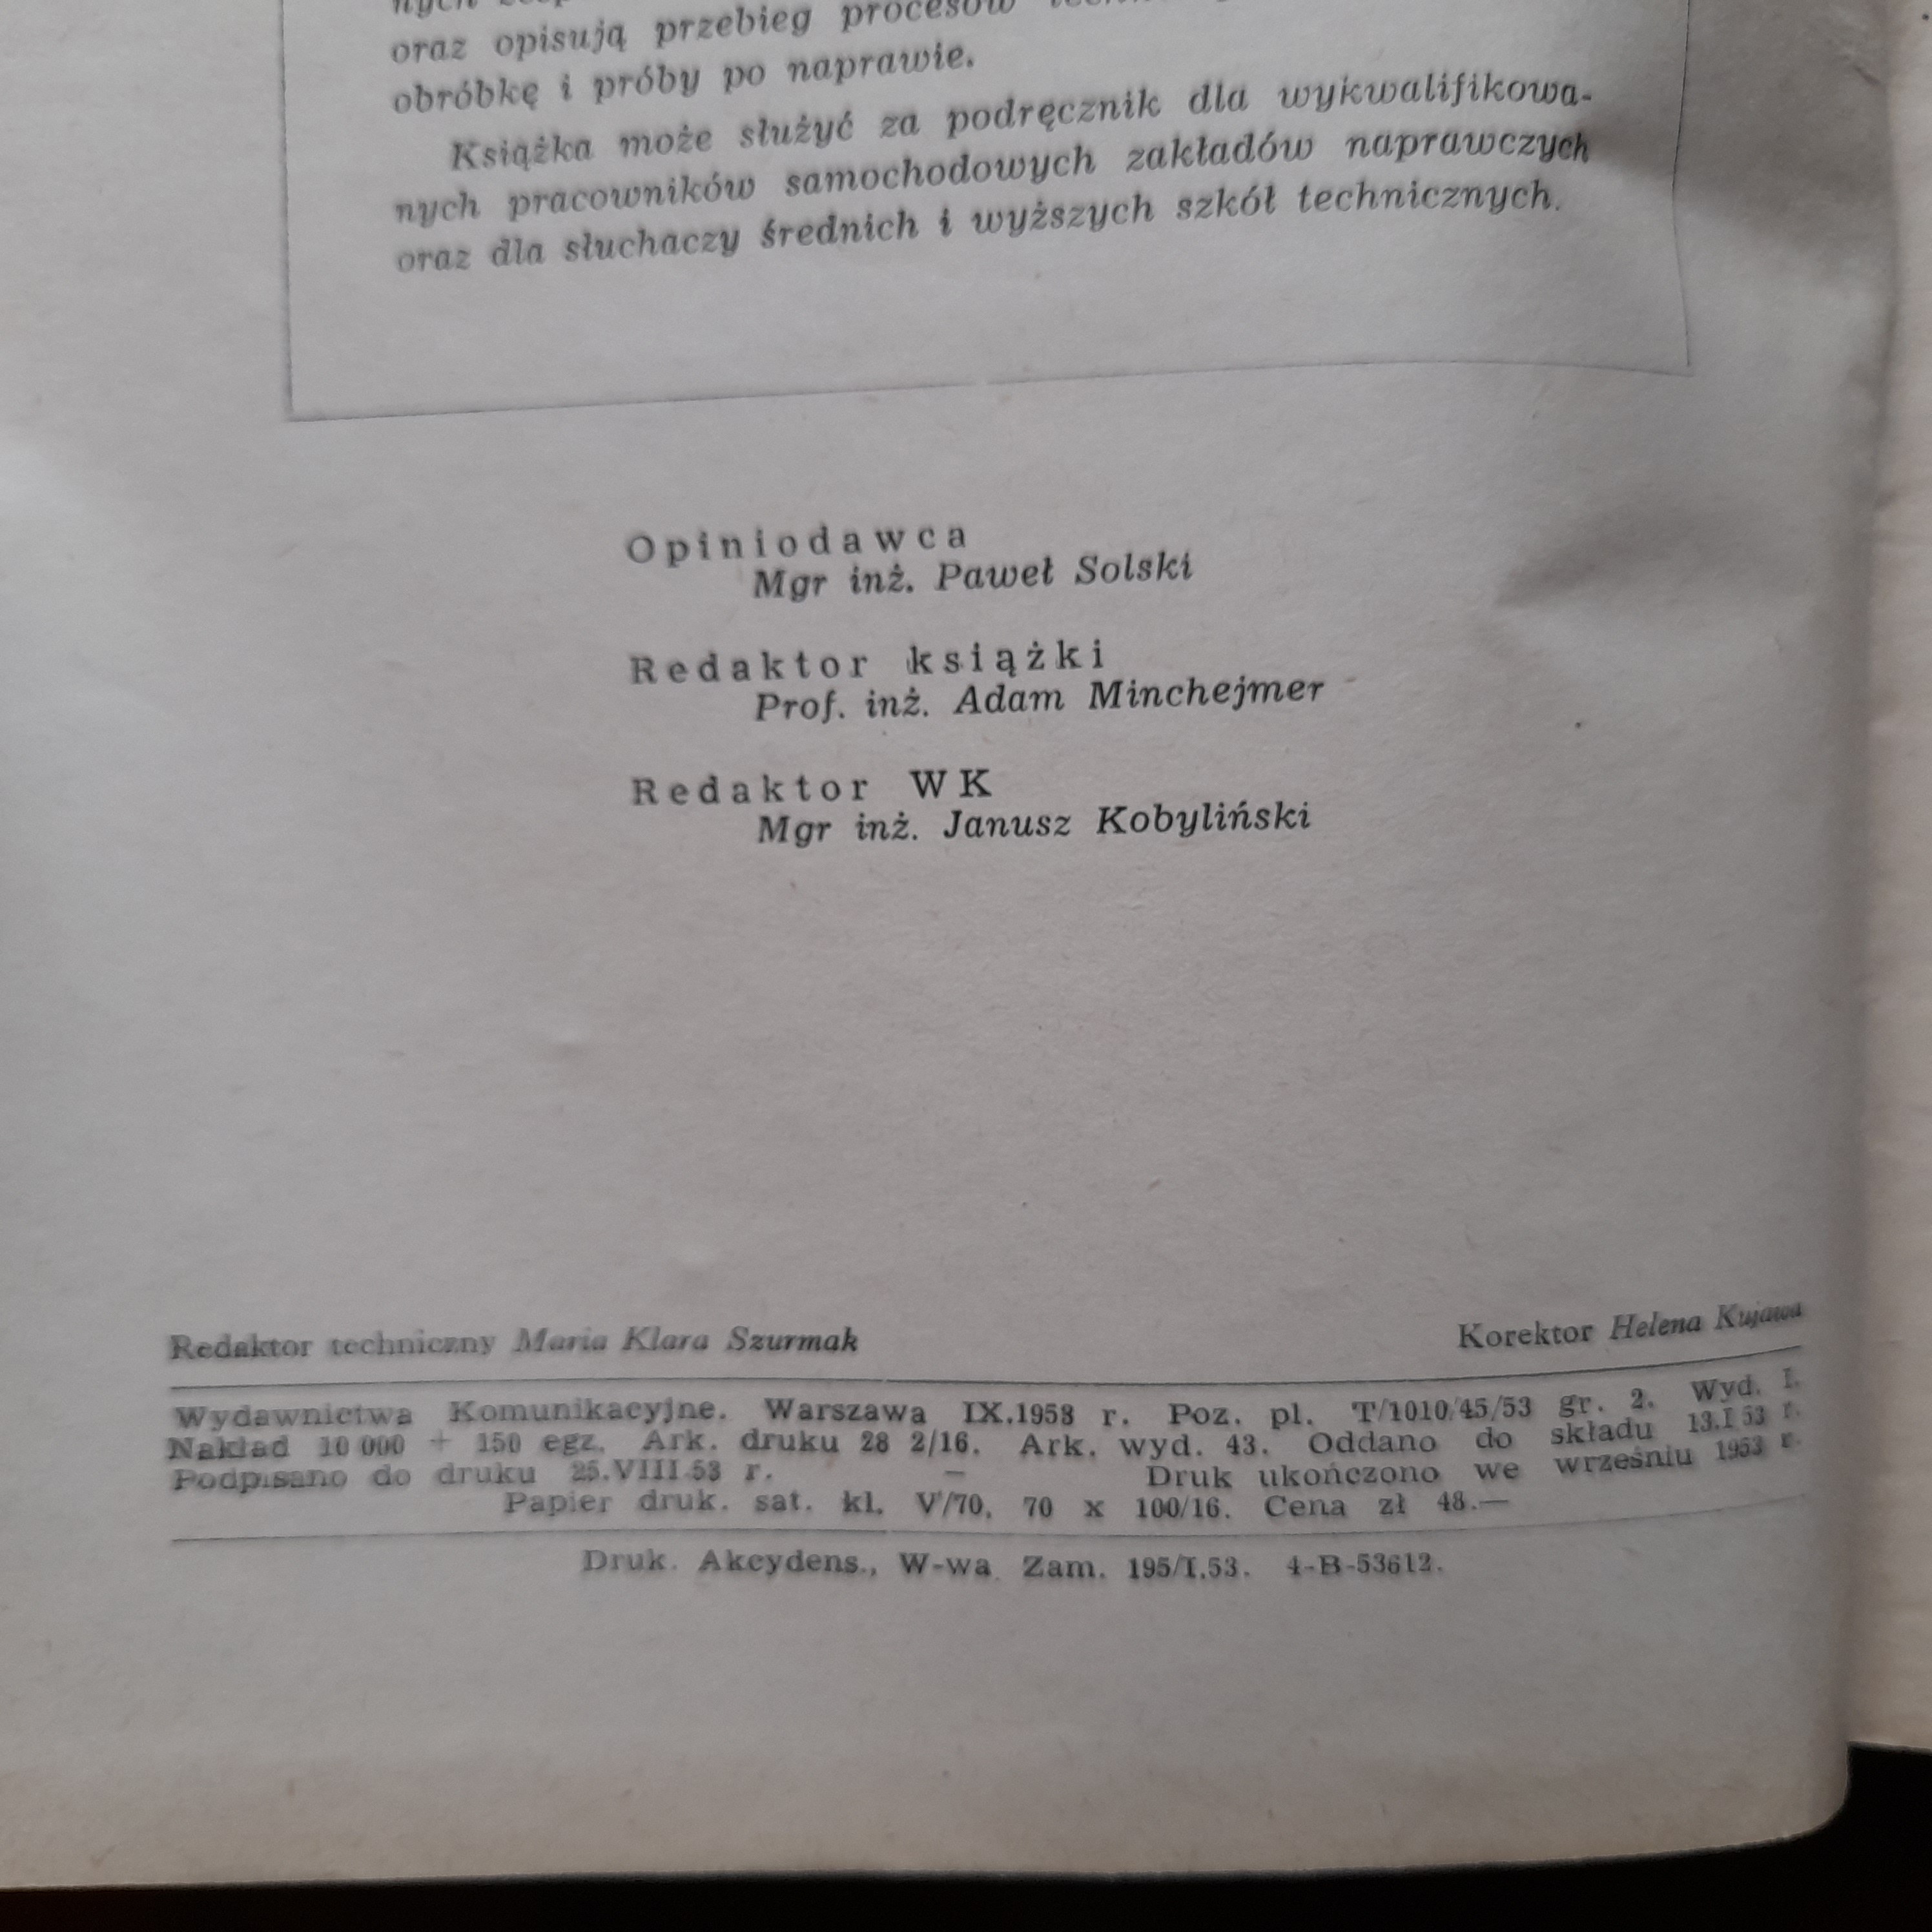 oraz opisują przebieg procesów
obróbkę i próby po naprawie.
Książka może służyć za podręcznik dla wykwalifikowa-
nych pracowników samochodowych zakładów naprawczych
oraz dla słuchaczy średnich i wyższych szkół technicznych.
Opiniodawca
Mgr inż. Paweł Solski
Redaktor książki
Prof. inż. Adam Minchejmer
Redaktor WK
Mgr inż. Janusz Kobyliński
Redaktor techniczny Maria Klara Szurmak Korektor Helena Kujawa
Wydawnictwa Komunikacyjne. Warszawa IX.1953 r. Poz. pl. T/1010/45/53 gr. 2. Wyd. I.
Nakład 10 000 + 150 egz. Ark. druku 28 2/16. Ark. wyd. 43. Oddano do składu 13.I 53 r.
Podpisano do druku 25.VIII.53 r. — Druk ukończono we wrześniu 1953 r.
Papier druk. sat. kl. V/70, 70 x 100/16. Cena zł 48.—
Druk. Akcydens., W-wa Zam. 195/I.53. 4-B-53612.